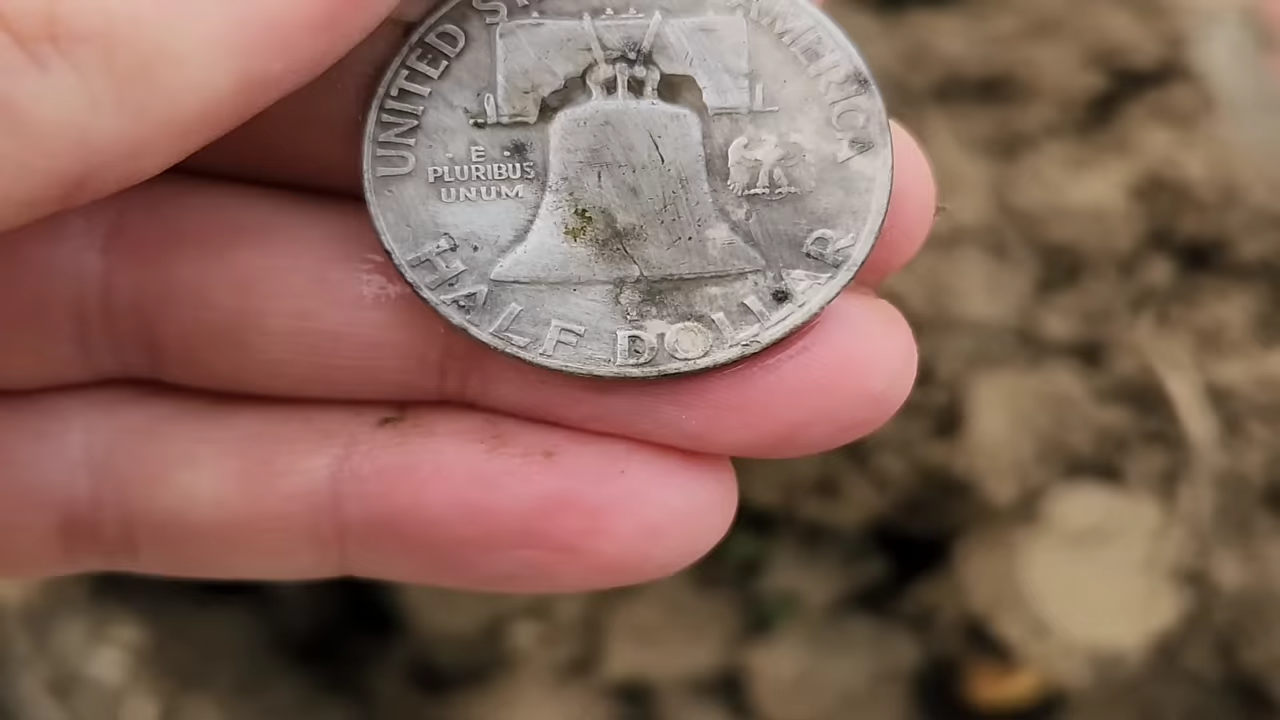 UNITED
AMERICA
· E ·
PLURIBUS
UNUM
HALF DOLLAR